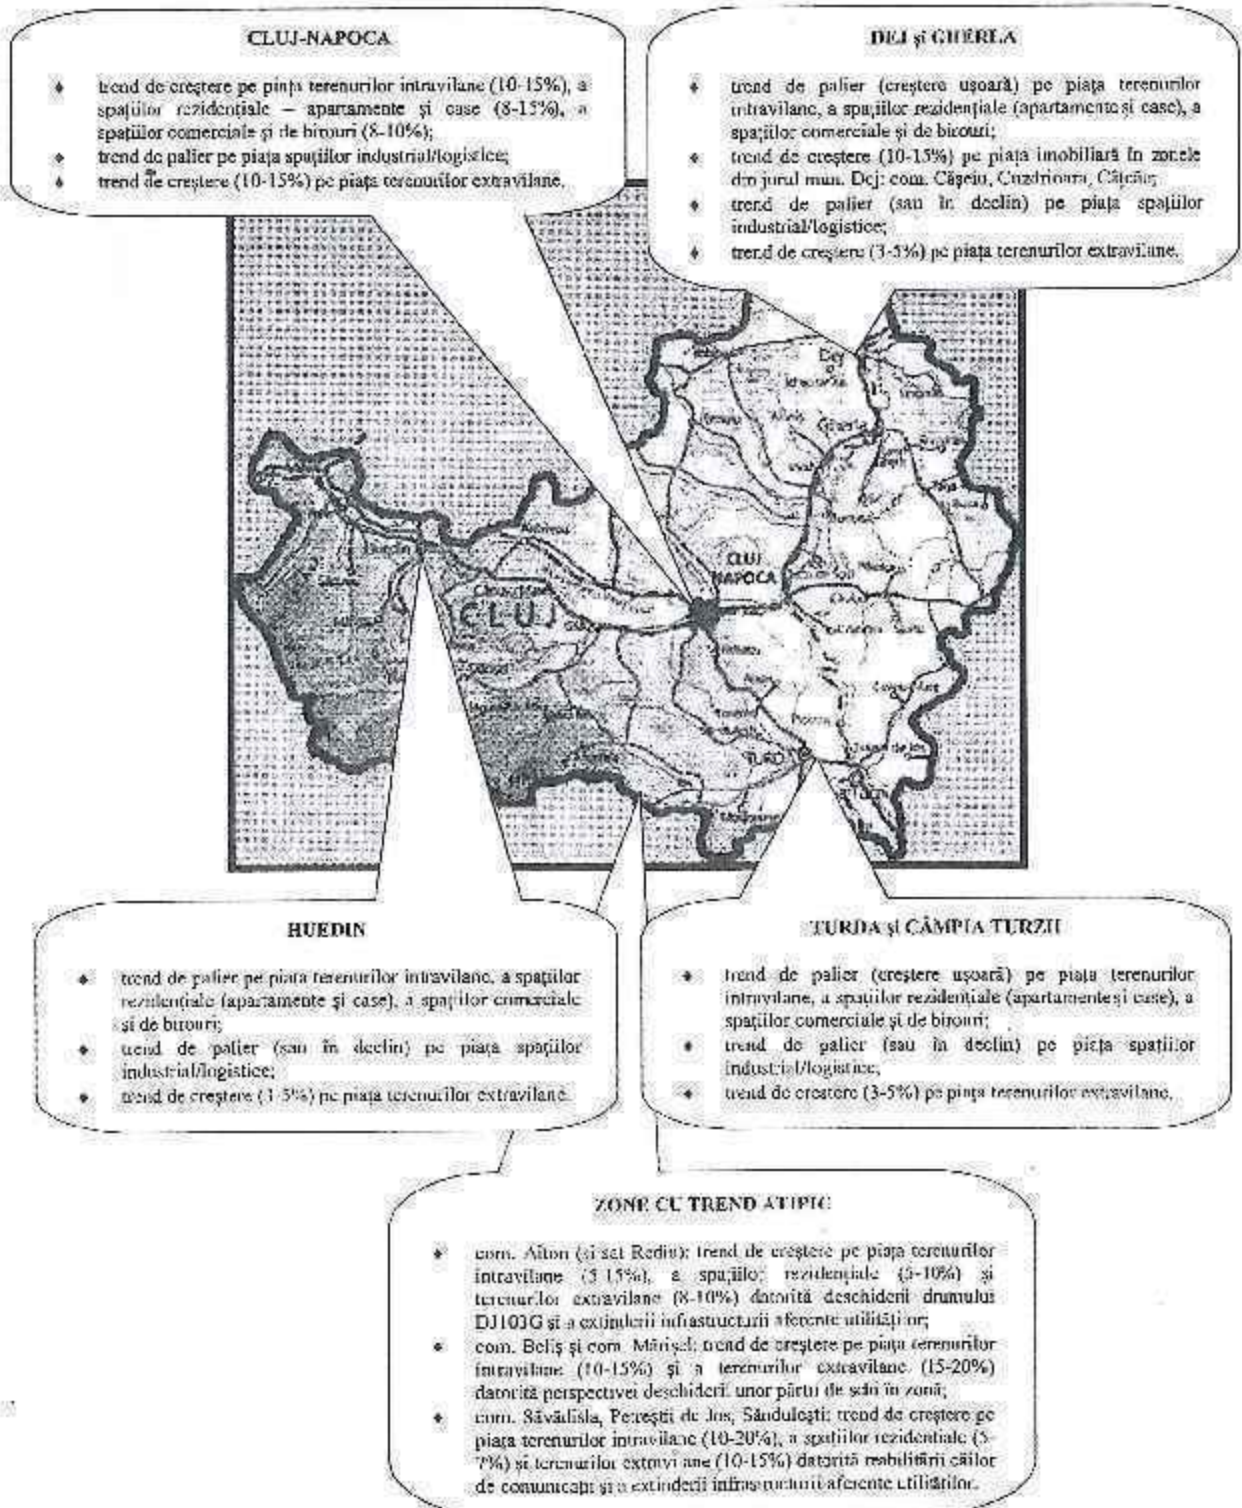 CLUJ-NAPOCA
trend de creștere pe piața terenurilor intravilane (10-15%), a
spațiilor rezidențiale – apartamente și case (8-15%), a
spațiilor comerciale și de birouri (8-10%);
trend de palier pe piața spațiilor industrial/logistice;
trend de creștere (10-15%) pe piața terenurilor extravilane.
DEJ și GHERLA
trend de palier (creștere ușoară) pe piața terenurilor
intravilane, a spațiilor rezidențiale (apartamente și case), a
spațiilor comerciale și de birouri;
trend de creștere (10-15%) pe piața imobiliară în zonele
din jurul mun. Dej: com. Cășeiu, Cuzdrioara, Câțcău;
trend de palier (sau în declin) pe piața spațiilor
industrial/logistice;
trend de creștere (3-5%) pe piața terenurilor extravilane.
Dej
Gherla
Huedin
CLUJ
NAPOCA
CLUJ
TURD
HUEDIN
trend de palier pe piata terenurilor intravilane, a spațiilor
rezidențiale (apartamente și case), a spațiilor comerciale
și de birouri;
trend de palier (sau în declin) pe piața spațiilor
industrial/logistice;
trend de creștere (3-5%) pe piața terenurilor extravilane.
TURDA și CÂMPIA TURZII
trend de palier (creștere ușoară) pe piața terenurilor
intravilane, a spațiilor rezidențiale (apartamente și case), a
spațiilor comerciale și de birouri;
trend de palier (sau în declin) pe piața spațiilor
industrial/logistice;
trend de crestere (3-5%) pe piața terenurilor extravilane.
ZONE CU TREND ATIPIC
com. Aiton (si sat Rediu): trend de creștere pe piața terenurilor
intravilane (5-15%), a spațiilor rezidențiale (5-10%) și
terenurilor extravilane (8-10%) datorită deschiderii drumului
DJ103G și a extinderii infrastructurii aferente utilităților;
com. Beliș și com. Mărișel: trend de creștere pe piața terenurilor
intravilane (10-15%) și a terenurilor extravilane (15-20%)
datorită perspectivei deschiderii unor pârtii de schi în zonă;
com. Săvădisla, Petreștii de Jos, Săndulești: trend de creștere pe
piața terenurilor intravilane (10-20%), a spațiilor rezidentiale (5-
7%) și terenurilor extravilane (10-15%) datorită reabilitării căilor
de comunicații și a extinderii infrastructurii aferente utilităților.